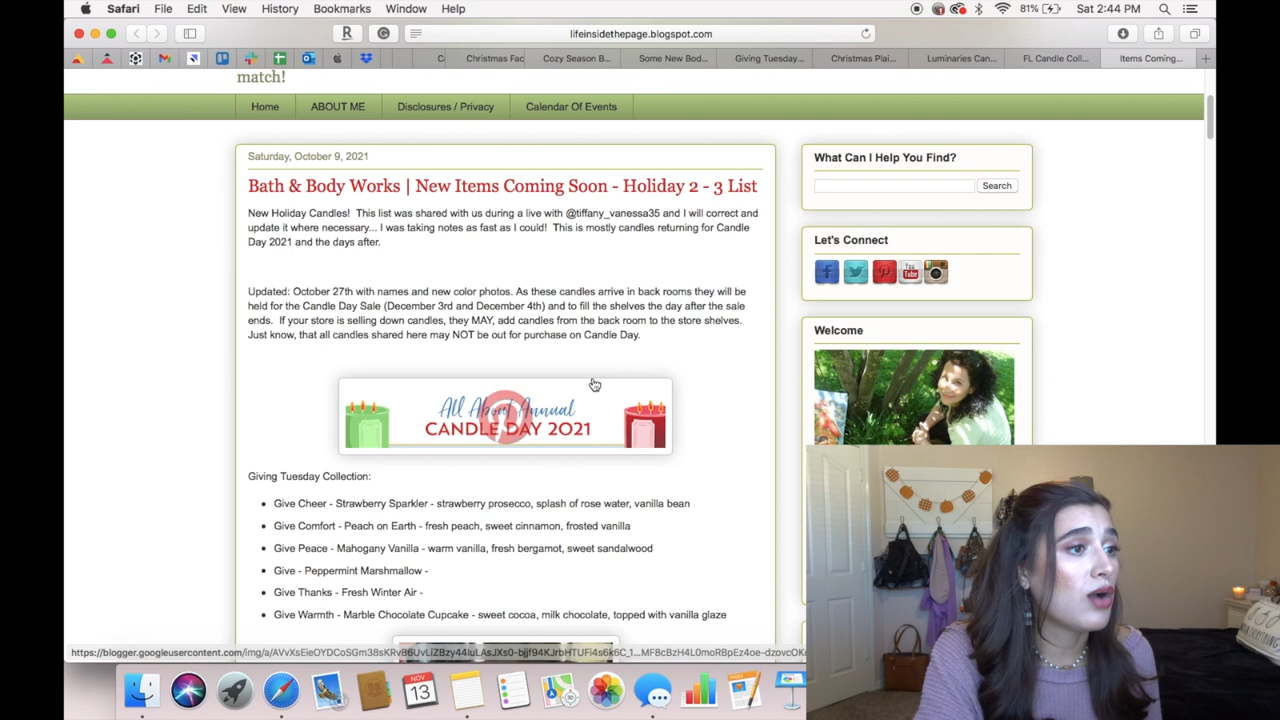 Safari File Edit View History Bookmarks Window Help 81% Sat 2:44 PM
lifeinsidethepage.blogspot.com
Christmas Fac Cozy Season B... Some New Bod... Giving Tuesday... Christmas Plai... Luminaries Can... FL Candle Coll... Items Coming...
match!
Home ABOUT ME Disclosures / Privacy Calendar Of Events
Saturday, October 9, 2021
Bath & Body Works | New Items Coming Soon - Holiday 2 - 3 List
New Holiday Candles! This list was shared with us during a live with @tiffany_vanessa35 and I will correct and
update it where necessary... I was taking notes as fast as I could! This is mostly candles returning for Candle
Day 2021 and the days after.
Updated: October 27th with names and new color photos. As these candles arrive in back rooms they will be
held for the Candle Day Sale (December 3rd and December 4th) and to fill the shelves the day after the sale
ends. If your store is selling down candles, they MAY, add candles from the back room to the store shelves.
Just know, that all candles shared here may NOT be out for purchase on Candle Day.
All About Annual
CANDLE DAY 2021
Giving Tuesday Collection:
• Give Cheer - Strawberry Sparkler - strawberry prosecco, splash of rose water, vanilla bean
• Give Comfort - Peach on Earth - fresh peach, sweet cinnamon, frosted vanilla
• Give Peace - Mahogany Vanilla - warm vanilla, fresh bergamot, sweet sandalwood
• Give - Peppermint Marshmallow -
• Give Thanks - Fresh Winter Air -
• Give Warmth - Marble Chocolate Cupcake - sweet cocoa, milk chocolate, topped with vanilla glaze
What Can I Help You Find?
Search
Let's Connect
You
Tube
Welcome
NOV
13